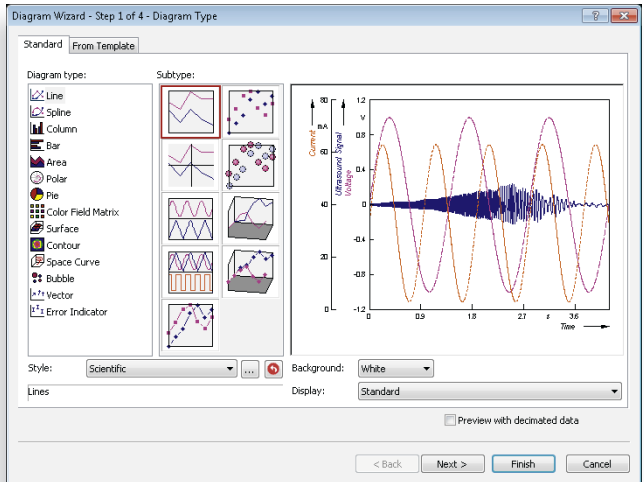 Diagram Wizard - Step 1 of 4 - Diagram Type
Standard From Template
Diagram type: Subtype:
Line
Spline
Column
Bar
Area
Polar
Pie
Color Field Matrix
Surface
Contour
Space Curve
Bubble
Vector
Error Indicator
Current
Ultrasound Signal
Voltage
80
mA
60
40
20
0
1.2
V
0.8
0.4
0
-0.4
-0.8
-1.2
0 0.9 1.8 2.7 s 3.6
Time
Style: Scientific ... Background: White
Lines Display: Standard
Preview with decimated data
< Back Next > Finish Cancel